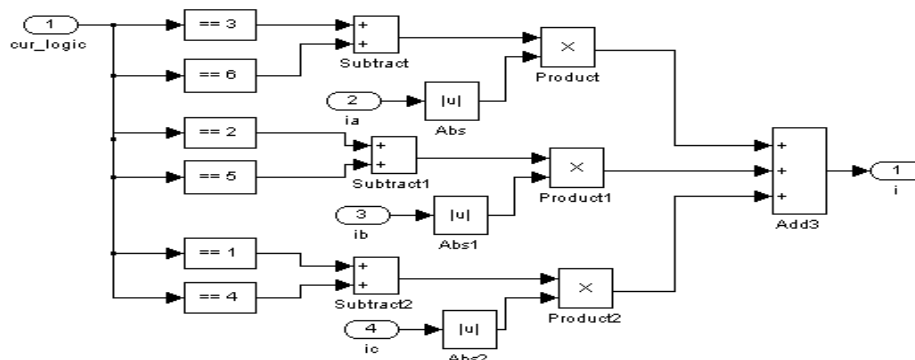 1
cur_logic
== 3
== 6
+
+
Subtract
×
Product
2
ia
|u|
Abs
== 2
== 5
+
+
Subtract1
×
Product1
3
ib
|u|
Abs1
+
+
+
Add3
1
i
== 1
== 4
+
+
Subtract2
×
Product2
4
ic
|u|
Abs2